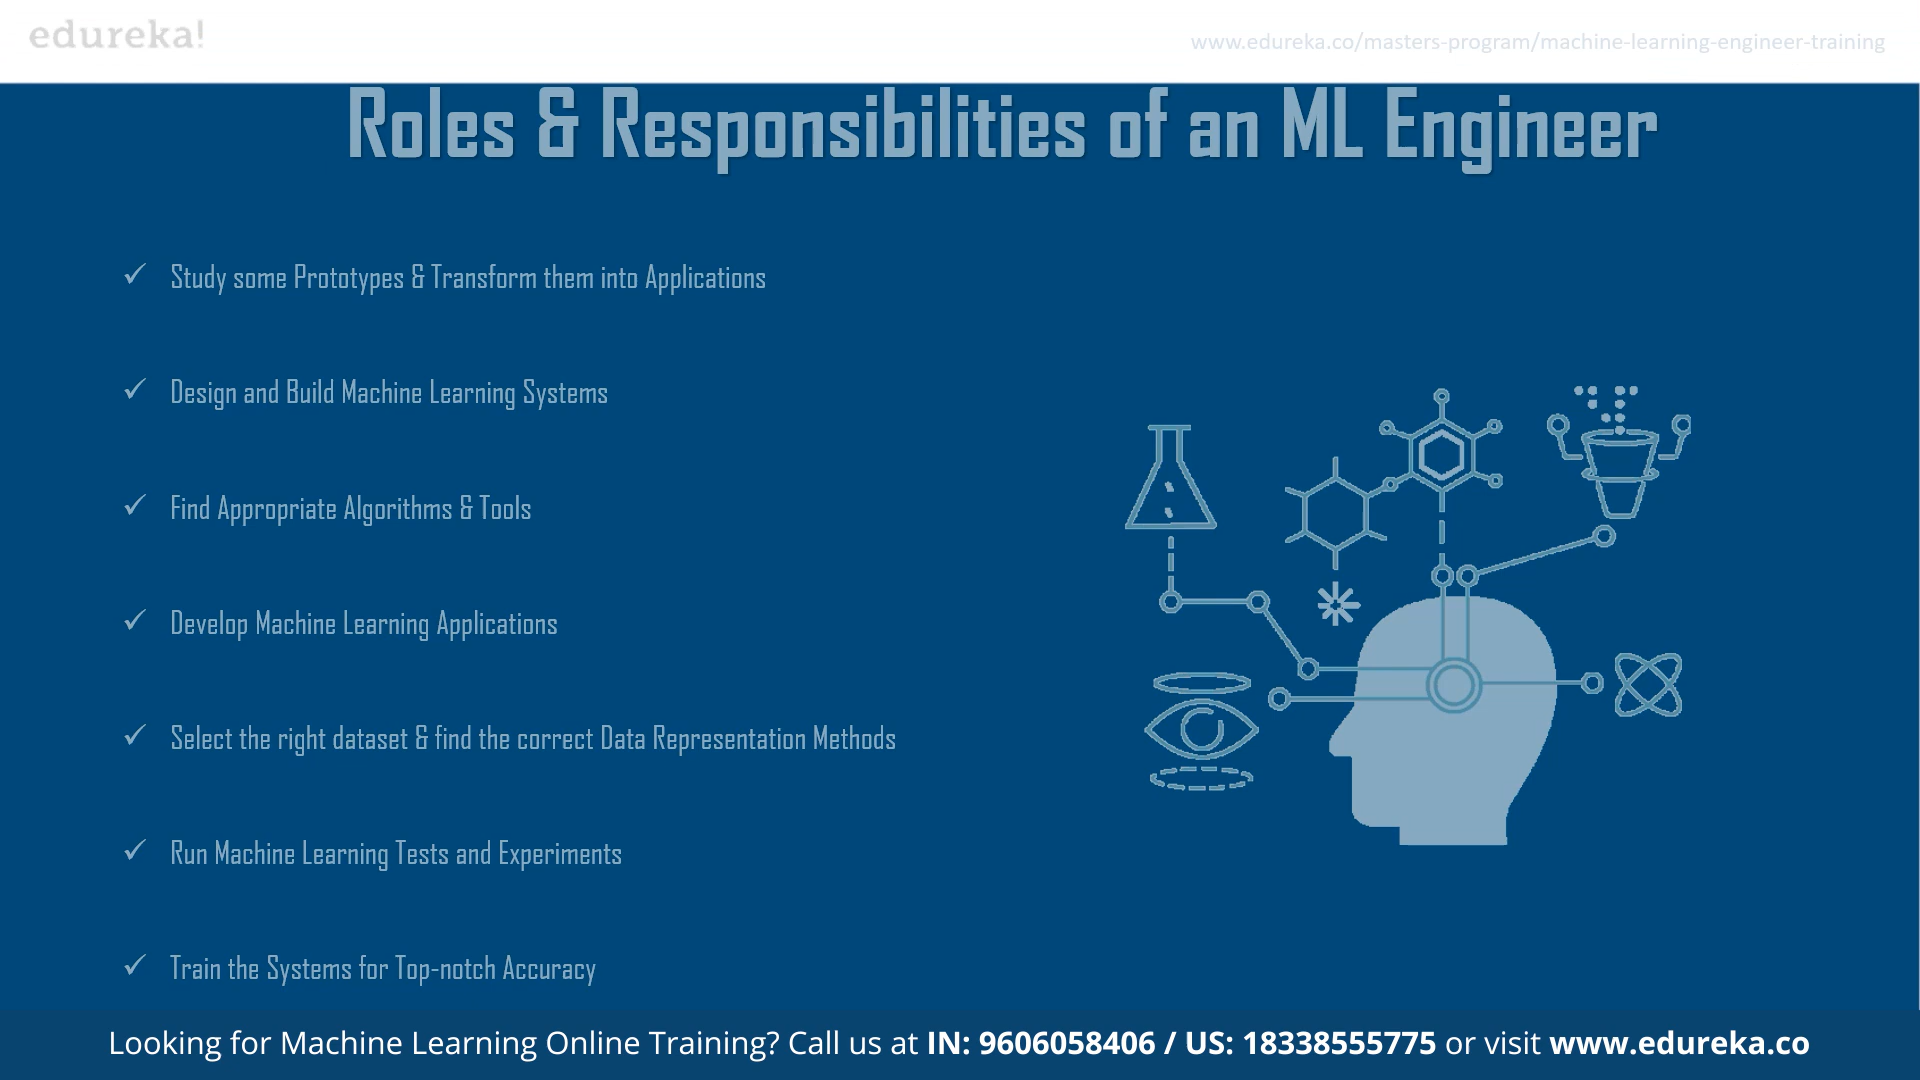 edureka!
www.edureka.co/masters-program/machine-learning-engineer-training
Roles & Responsibilities of an ML Engineer
✓ Study some Prototypes & Transform them into Applications
✓ Design and Build Machine Learning Systems
✓ Find Appropriate Algorithms & Tools
✓ Develop Machine Learning Applications
✓ Select the right dataset & find the correct Data Representation Methods
✓ Run Machine Learning Tests and Experiments
✓ Train the Systems for Top-notch Accuracy
Looking for Machine Learning Online Training? Call us at IN: 9606058406 / US: 18338555775 or visit www.edureka.co